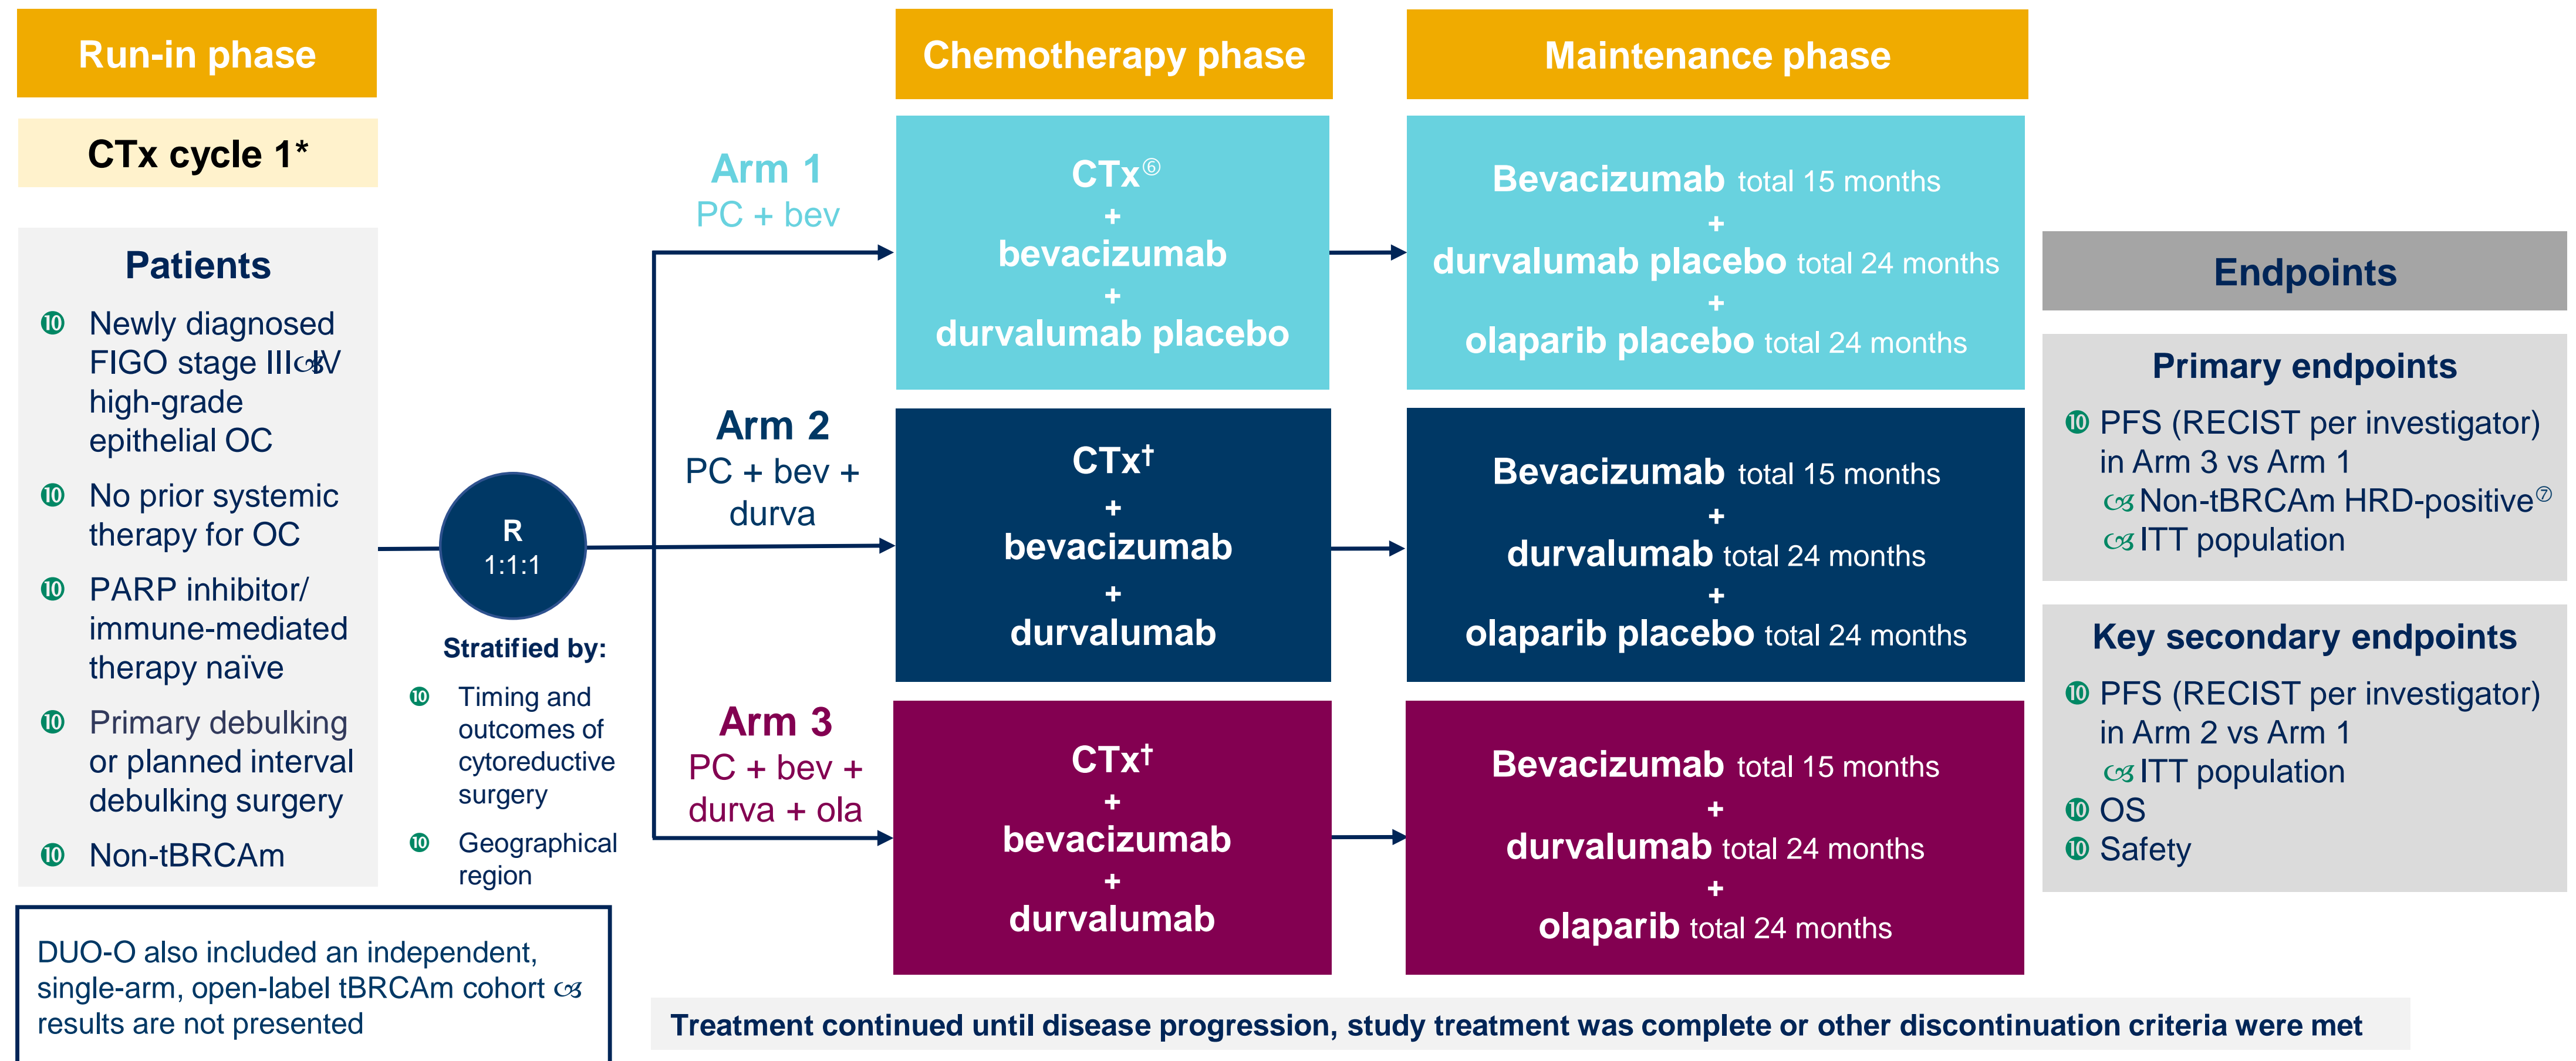 Run-in phase
CTx cycle 1*
Patients
❿ Newly diagnosed
FIGO stage III🙢IV
high-grade
epithelial OC
❿ No prior systemic
therapy for OC
❿ PARP inhibitor/
immune-mediated
therapy naïve
❿ Primary debulking
or planned interval
debulking surgery
❿ Non-tBRCAm
DUO-O also included an independent,
single-arm, open-label tBRCAm cohort 🙢
results are not presented
R
1:1:1
Stratified by:
❿ Timing and
outcomes of
cytoreductive
surgery
❿ Geographical
region
Arm 1
PC + bev
Arm 2
PC + bev +
durva
Arm 3
PC + bev +
durva + ola
Chemotherapy phase
CTx⑥
+
bevacizumab
+
durvalumab placebo
CTx†
+
bevacizumab
+
durvalumab
CTx†
+
bevacizumab
+
durvalumab
Maintenance phase
Bevacizumab total 15 months
+
durvalumab placebo total 24 months
+
olaparib placebo total 24 months
Bevacizumab total 15 months
+
durvalumab total 24 months
+
olaparib placebo total 24 months
Bevacizumab total 15 months
+
durvalumab total 24 months
+
olaparib total 24 months
Endpoints
Primary endpoints
❿ PFS (RECIST per investigator)
in Arm 3 vs Arm 1
🙢 Non-tBRCAm HRD-positive⑦
🙢 ITT population
Key secondary endpoints
❿ PFS (RECIST per investigator)
in Arm 2 vs Arm 1
🙢 ITT population
❿ OS
❿ Safety
Treatment continued until disease progression, study treatment was complete or other discontinuation criteria were met